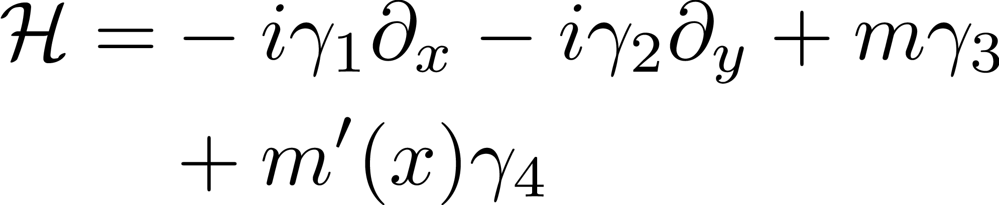 ℋ = − iγ₁∂ₓ − iγ₂∂ᵧ + mγ₃
+ m′(x)γ₄